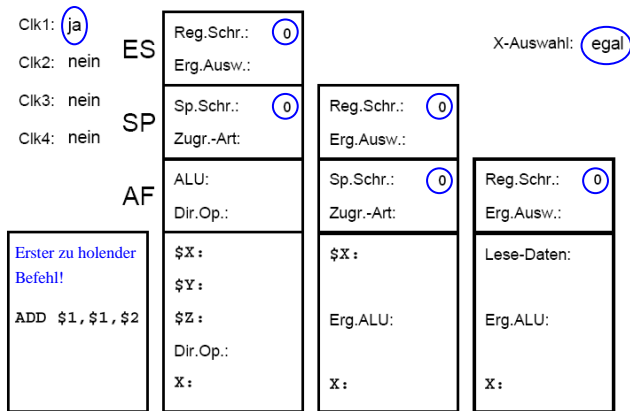 Clk1: ja
Clk2: nein
Clk3: nein
Clk4: nein
X-Auswahl: egal
ES
Reg.Schr.: 0
Erg.Ausw.:
SP
Sp.Schr.: 0
Zugr.-Art:
Reg.Schr.: 0
Erg.Ausw.:
AF
ALU:
Dir.Op.:
Sp.Schr.: 0
Zugr.-Art:
Reg.Schr.: 0
Erg.Ausw.:
Erster zu holender
Befehl!
ADD $1,$1,$2
$X:
$Y:
$Z:
Dir.Op.:
X:
$X:
Erg.ALU:
X:
Lese-Daten:
Erg.ALU:
X: